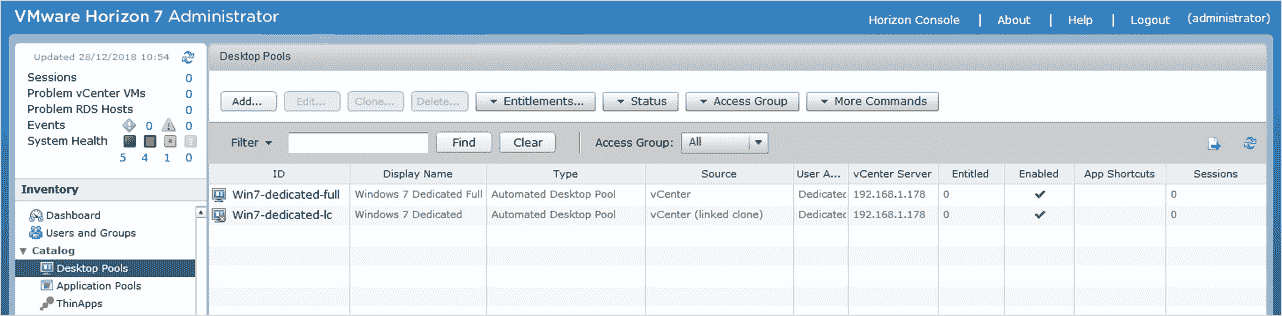 VMware Horizon 7 Administrator
Horizon Console | About | Help | Logout (administrator)
Updated 28/12/2018 10:54
Sessions 0
Problem vCenter VMs 0
Problem RDS Hosts 0
Events 0 0
System Health
5 4 1 0
Inventory
Dashboard
Users and Groups
Catalog
Desktop Pools
Application Pools
ThinApps
Desktop Pools
Add... Edit... Clone... Delete... Entitlements... Status Access Group More Commands
Filter Find Clear Access Group: All
ID Display Name Type Source User A... vCenter Server Entitled Enabled App Shortcuts Sessions
Win7-dedicated-full Windows 7 Dedicated Full Automated Desktop Pool vCenter Dedicated 192.168.1.178 0 0
Win7-dedicated-lc Windows 7 Dedicated Automated Desktop Pool vCenter (linked clone) Dedicated 192.168.1.178 0 0